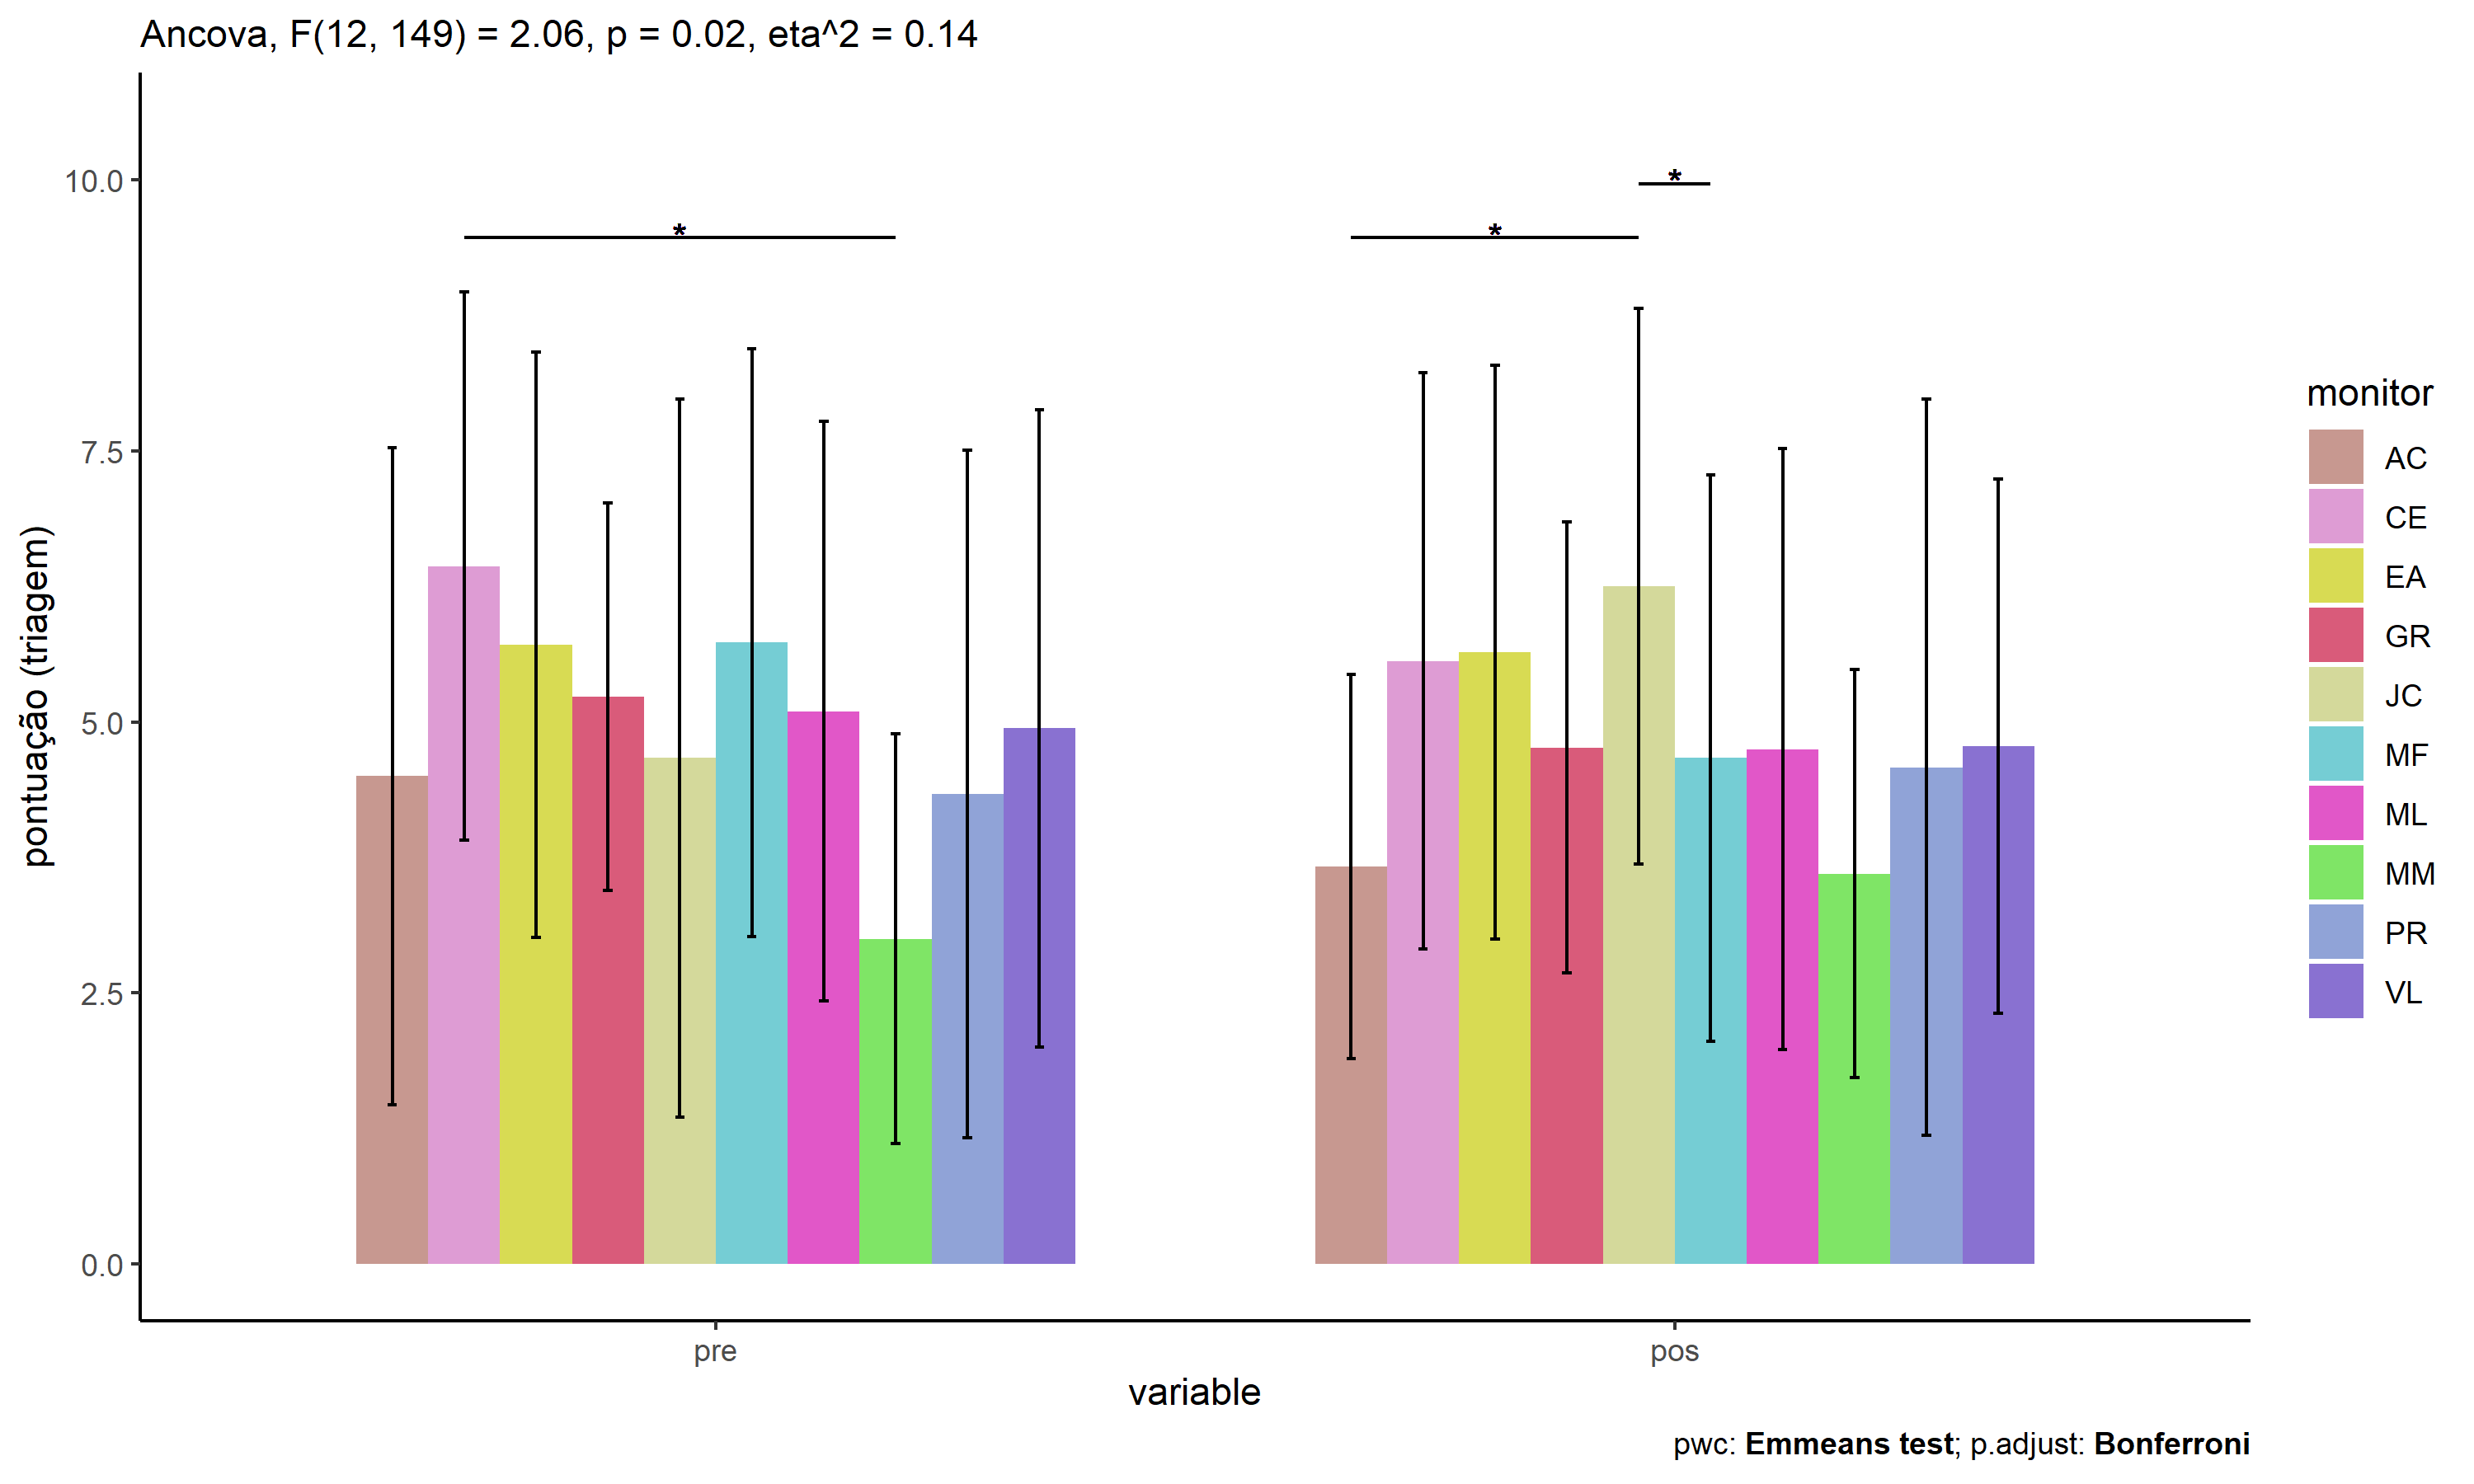 Ancova, F(12, 149) = 2.06, p = 0.02, eta^2 = 0.14
pontuação (triagem)
10.0
7.5
5.0
2.5
0.0
*
*
*
pre
pos
variable
monitor
AC
CE
EA
GR
JC
MF
ML
MM
PR
VL
pwc: Emmeans test; p.adjust: Bonferroni